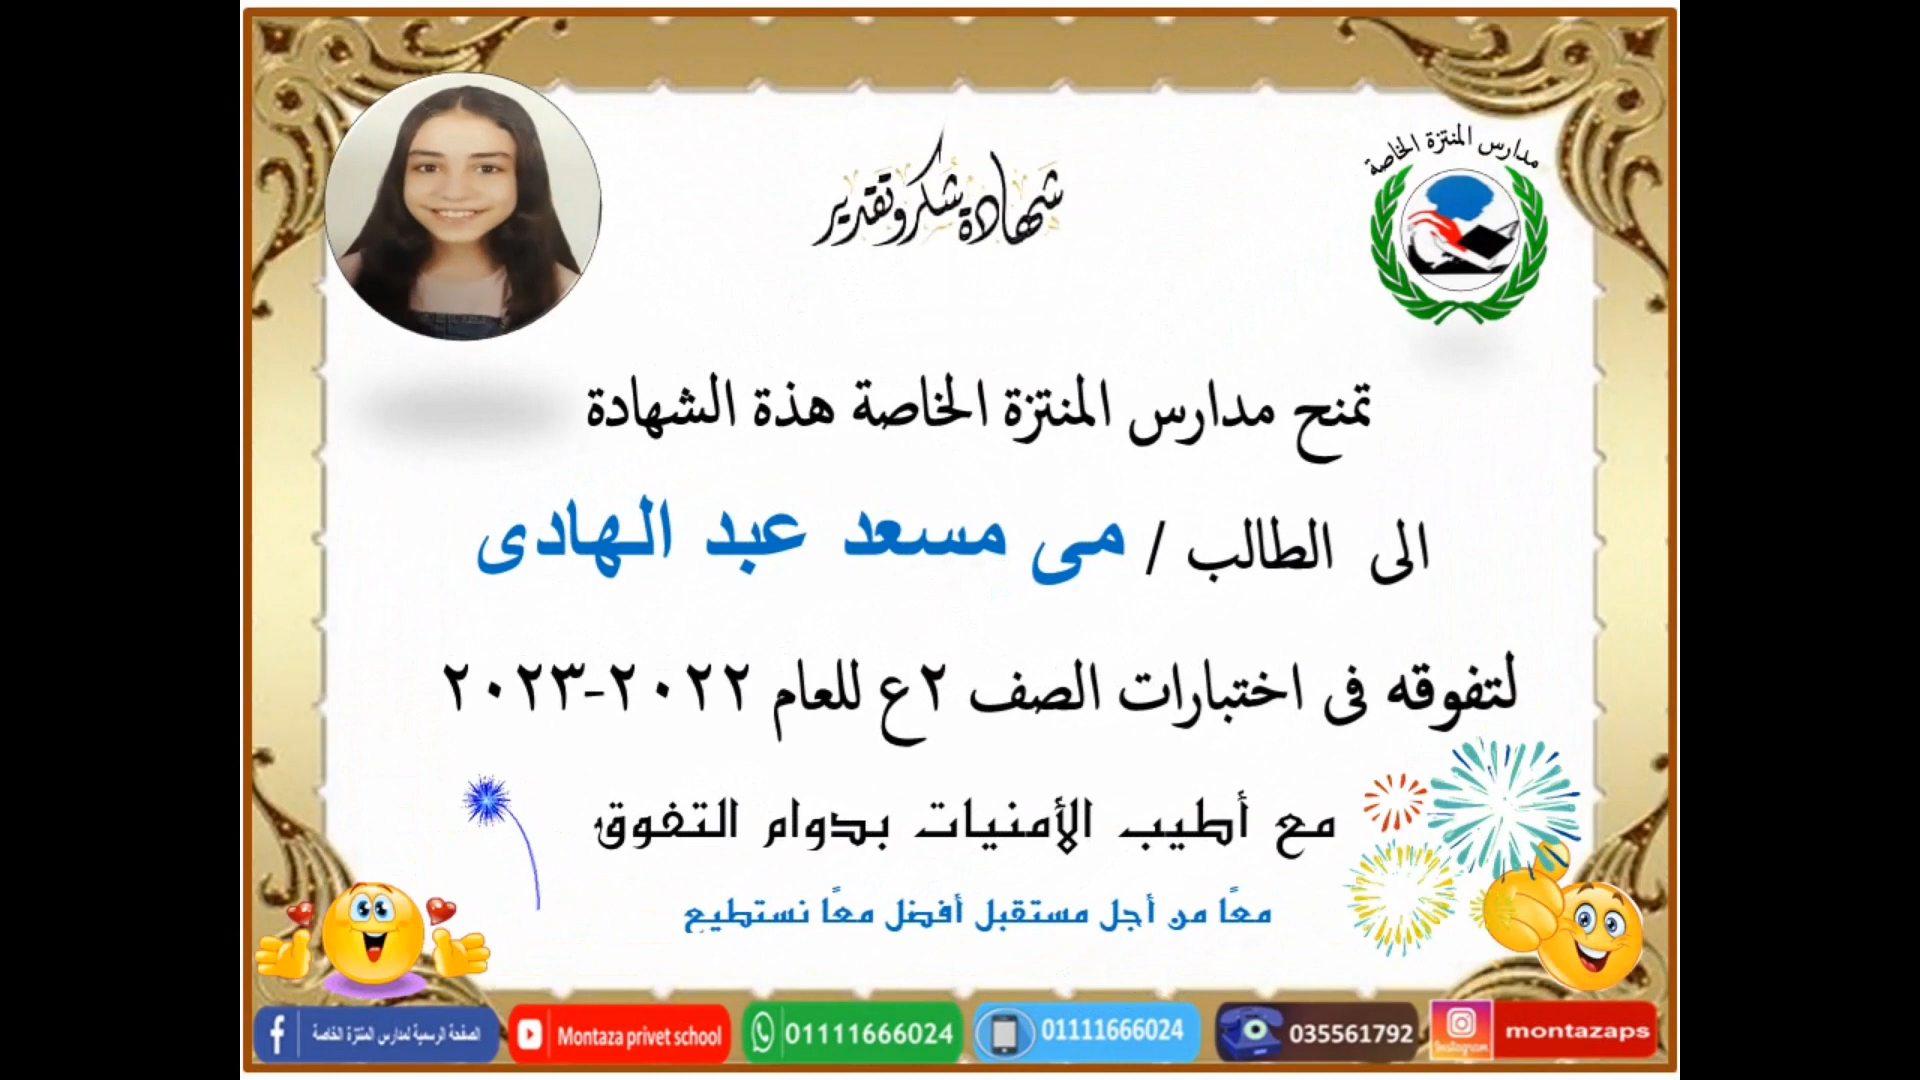 مدارس المنتزة الخاصة
شهادة شكر وتقدير
تمنح مدارس المنتزة الخاصة هذة الشهادة
الى الطالب / مى مسعد عبد الهادى
لتفوقه فى اختبارات الصف ٢ع للعام ٢٠٢٢-٢٠٢٣
مع أطيب الأمنيات بدوام التفوق
معًا من أجل مستقبل أفضل معًا نستطيع
الصفحة الرسمية لمدارس المنتزة الخاصة
Montaza privet school
01111666024
01111666024
035561792
Instagram
montazaps